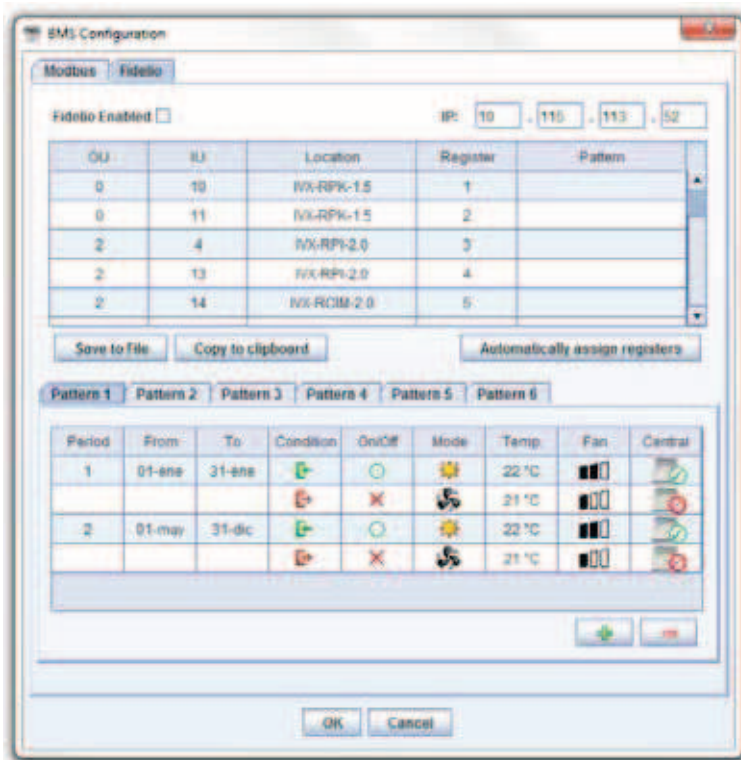 BMS Configuration
Modbus Fidelio
Fidelio Enabled IP: 10 . 115 . 113 . 52
OU IU Location Register Pattern
0 10 IVX-RPK-1.5 1
0 11 IVX-RPK-1.5 2
2 4 IVX-RPI-2.0 3
2 13 IVX-RPI-2.0 4
2 14 IVX-RCIM-2.0 5
Save to File Copy to clipboard Automatically assign registers
Pattern 1 Pattern 2 Pattern 3 Pattern 4 Pattern 5 Pattern 6
Period From To Condition On/Off Mode Temp Fan Central
1 01-ene 31-ene 22 °C
21 °C
2 01-may 31-dic 22 °C
21 °C
OK Cancel